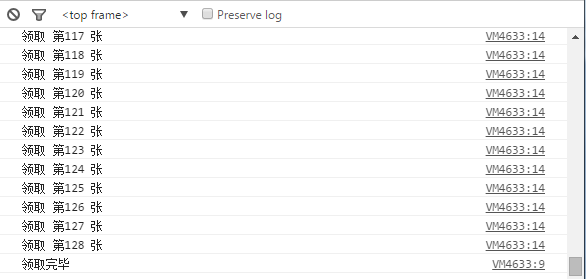 <top frame> Preserve log
领取 第117 张 VM4633:14
领取 第118 张 VM4633:14
领取 第119 张 VM4633:14
领取 第120 张 VM4633:14
领取 第121 张 VM4633:14
领取 第122 张 VM4633:14
领取 第123 张 VM4633:14
领取 第124 张 VM4633:14
领取 第125 张 VM4633:14
领取 第126 张 VM4633:14
领取 第127 张 VM4633:14
领取 第128 张 VM4633:14
领取完毕 VM4633:9